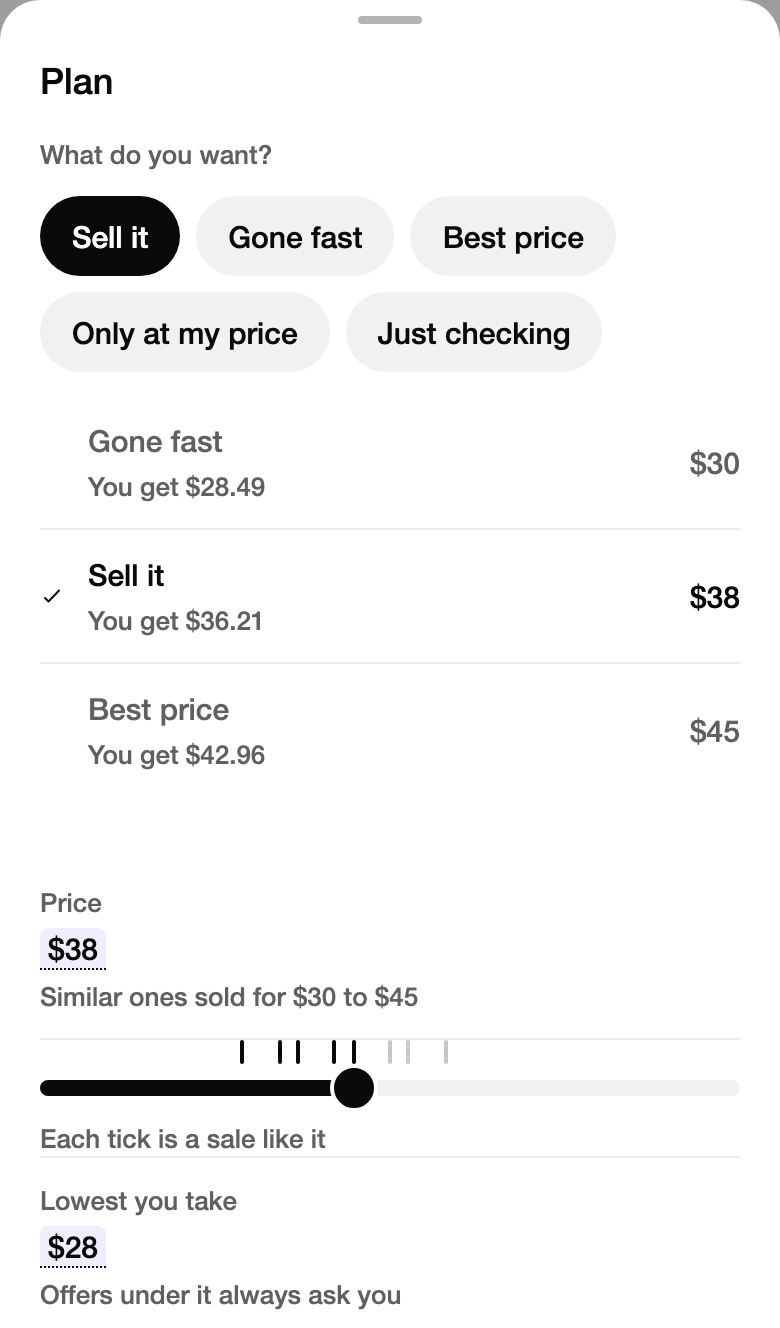 Plan
What do you want?
Sell it
Gone fast
Best price
Only at my price
Just checking
Gone fast
You get $28.49
$30
Sell it
You get $36.21
$38
Best price
You get $42.96
$45
Price
$38
Similar ones sold for $30 to $45
Each tick is a sale like it
Lowest you take
$28
Offers under it always ask you